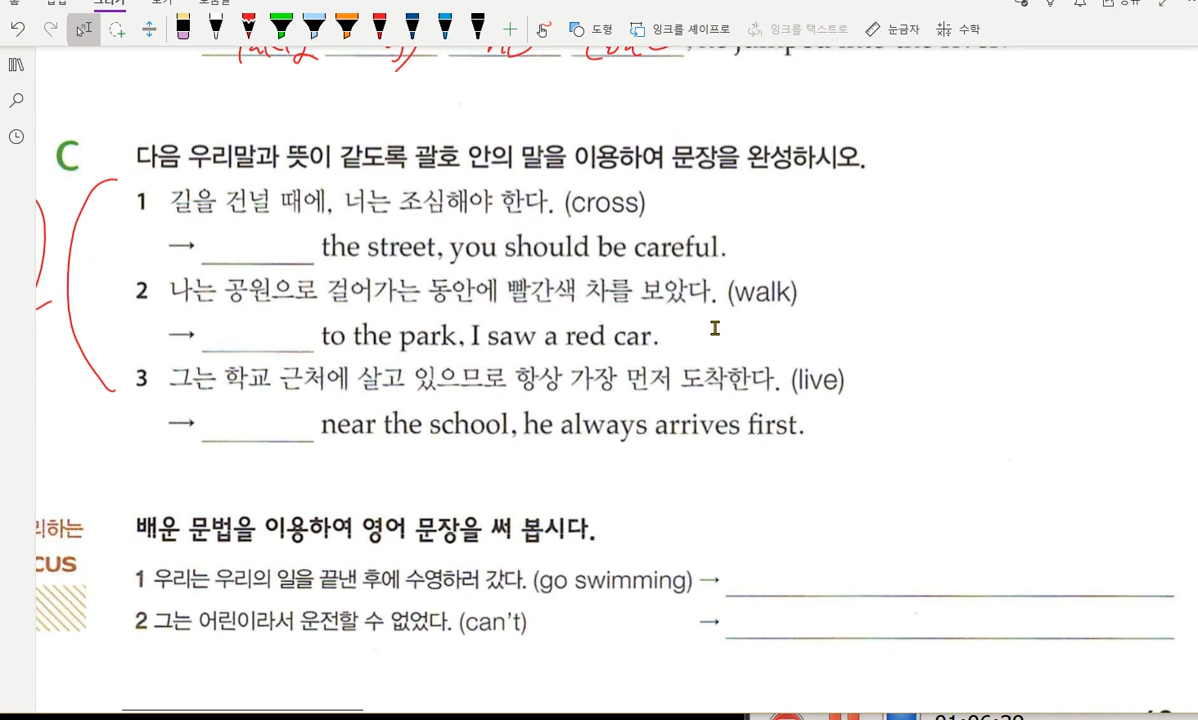 도형 잉크를 셰이프로 잉크를 텍스트로 눈금자 수학
C 다음 우리말과 뜻이 같도록 괄호 안의 말을 이용하여 문장을 완성하시오.
1 길을 건널 때에, 너는 조심해야 한다. (cross)
→ ________ the street, you should be careful.
2 나는 공원으로 걸어가는 동안에 빨간색 차를 보았다. (walk)
→ ________ to the park, I saw a red car.
3 그는 학교 근처에 살고 있으므로 항상 가장 먼저 도착한다. (live)
→ ________ near the school, he always arrives first.
리하는
CUS
배운 문법을 이용하여 영어 문장을 써 봅시다.
1 우리는 우리의 일을 끝낸 후에 수영하러 갔다. (go swimming) →
2 그는 어린이라서 운전할 수 없었다. (can't) →